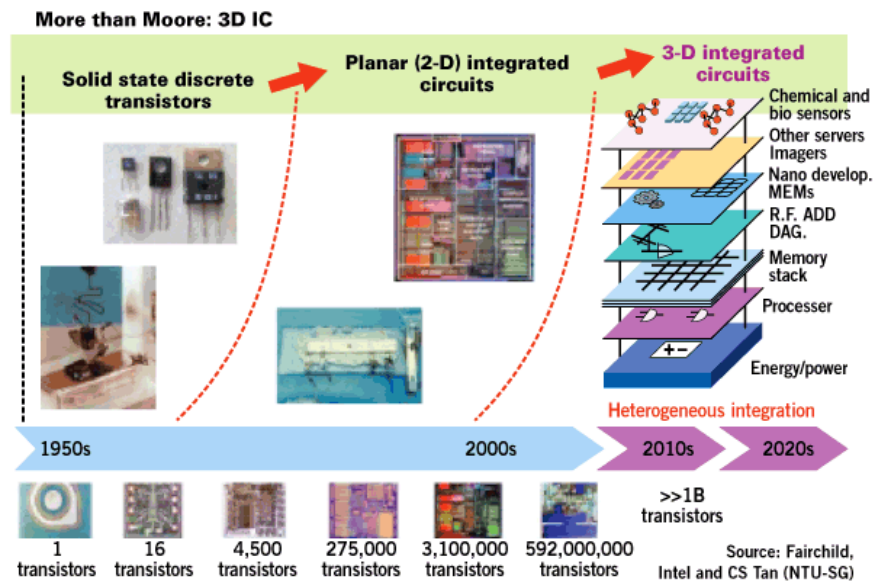 More than Moore: 3D IC
Solid state discrete
transistors
Planar (2-D) integrated
circuits
3-D integrated
circuits
Chemical and
bio sensors
Other servers
Imagers
Nano develop.
MEMs
R.F. ADD
DAG.
Memory
stack
Processer
Energy/power
+ -
Heterogeneous integration
1950s
2000s
2010s
2020s
1
transistors
16
transistors
4,500
transistors
275,000
transistors
3,100,000
transistors
592,000,000
transistors
>>1B
transistors
Source: Fairchild,
Intel and CS Tan (NTU-SG)